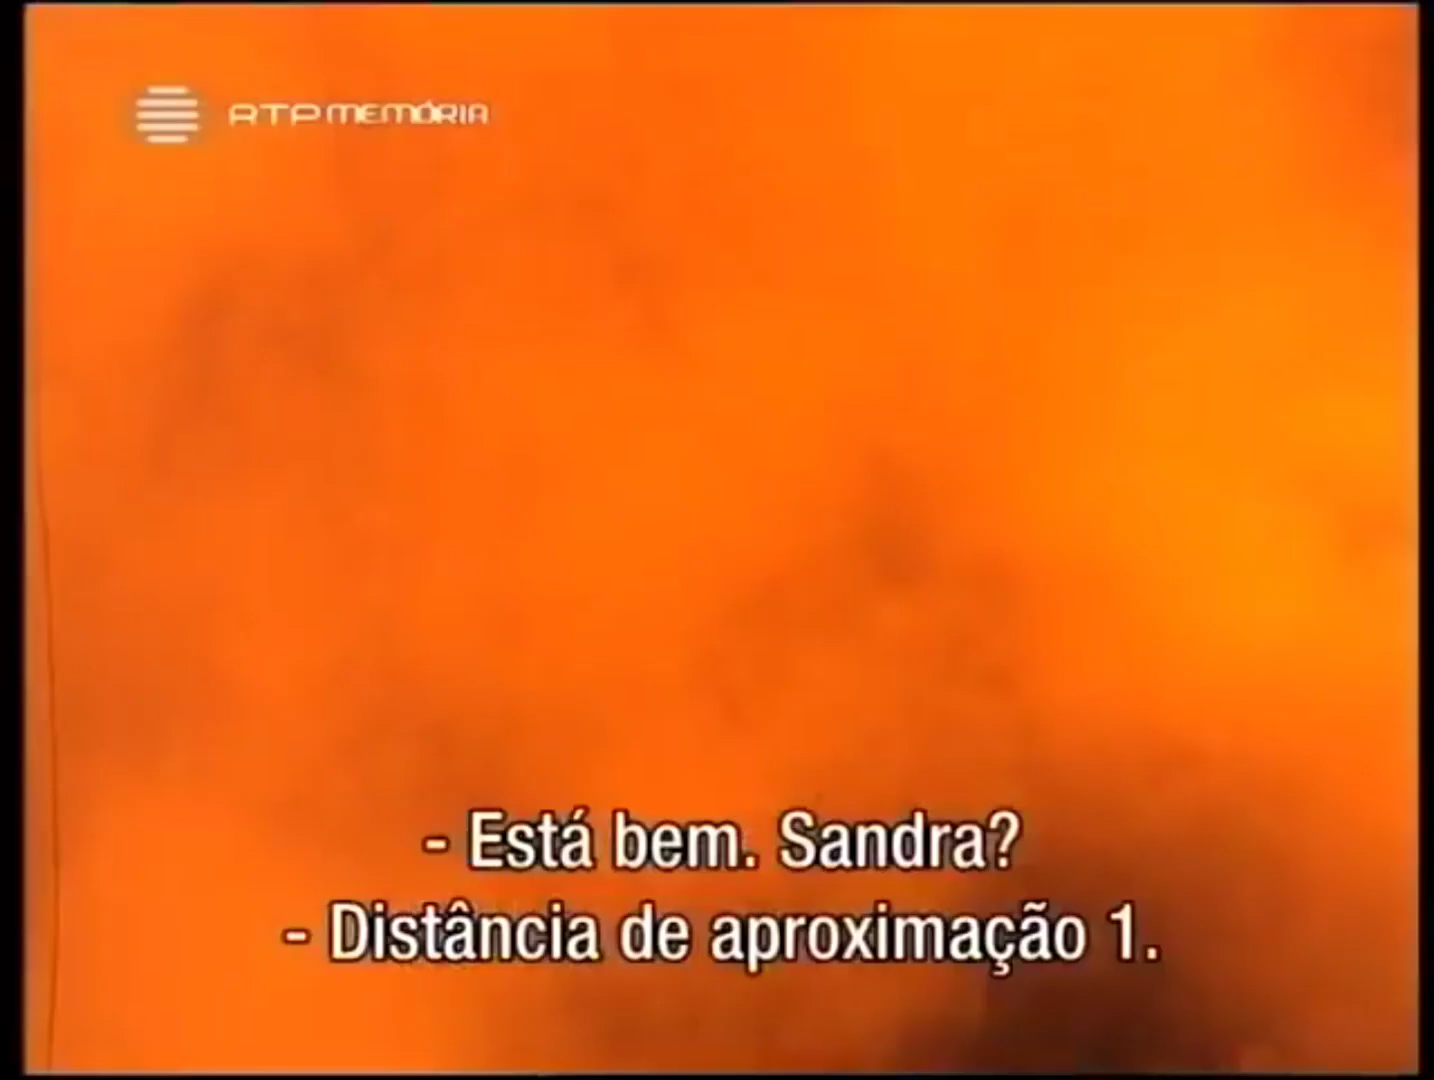 RTP MEMÓRIA
- Está bem. Sandra?
- Distância de aproximação 1.